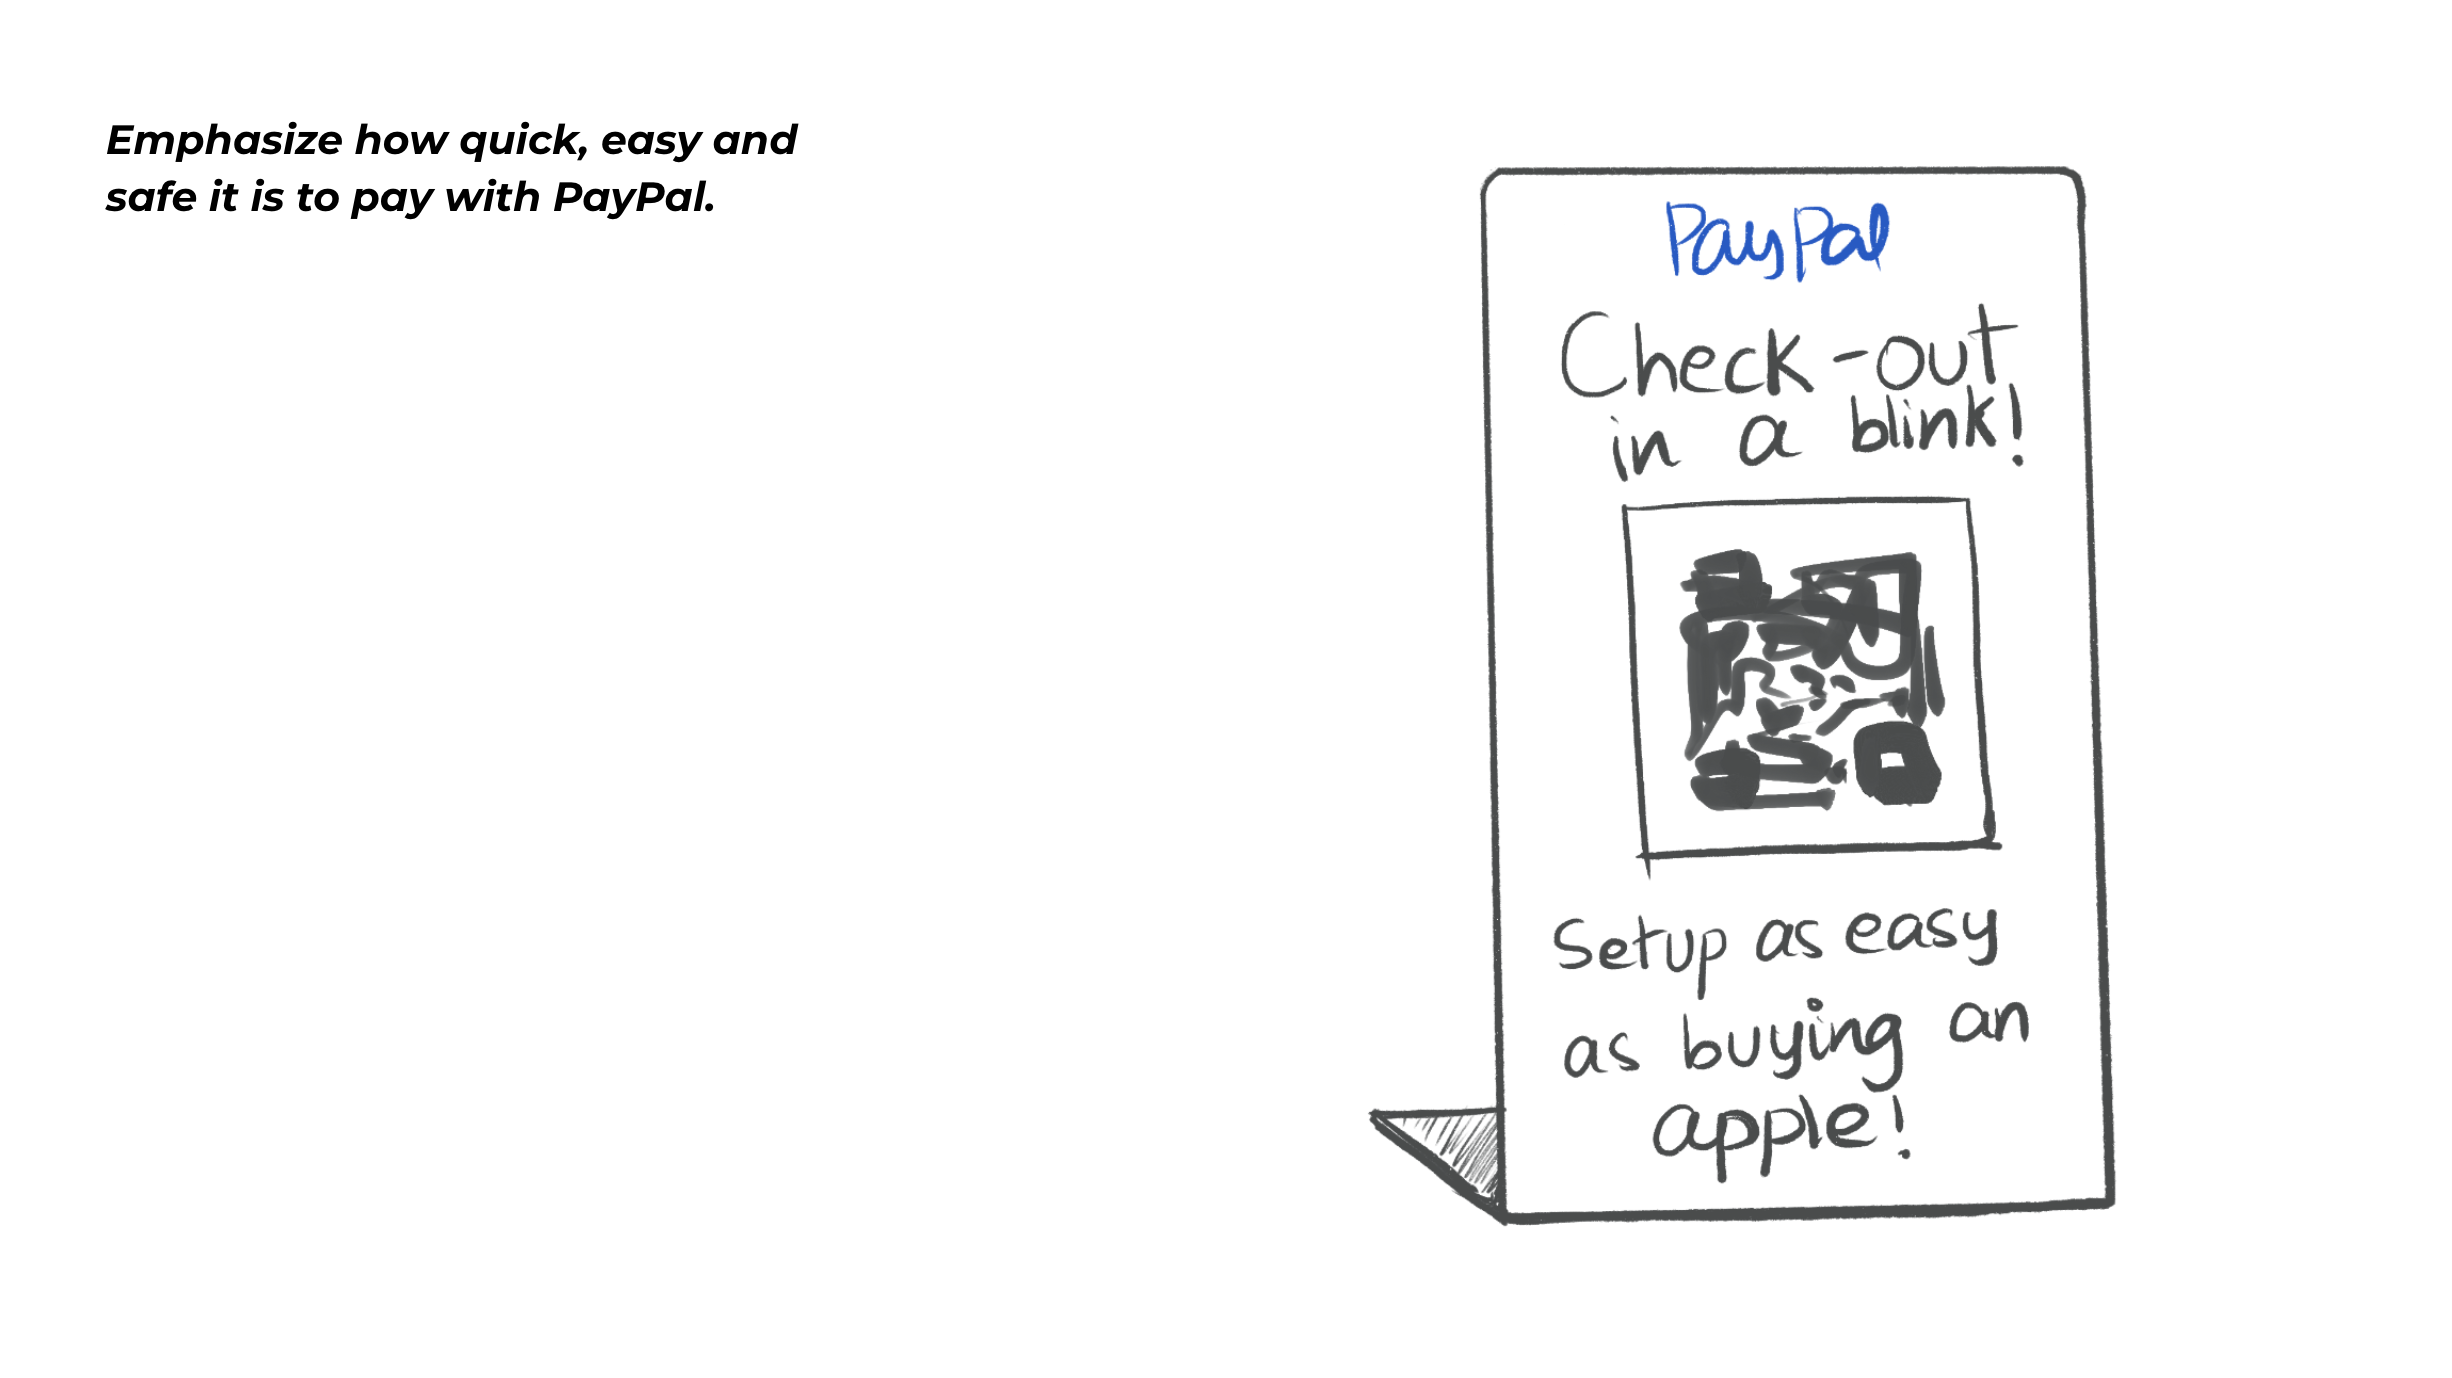 Emphasize how quick, easy and
safe it is to pay with PayPal.
PayPal
Check-out
in a blink!
Setup as easy
as buying an
apple!